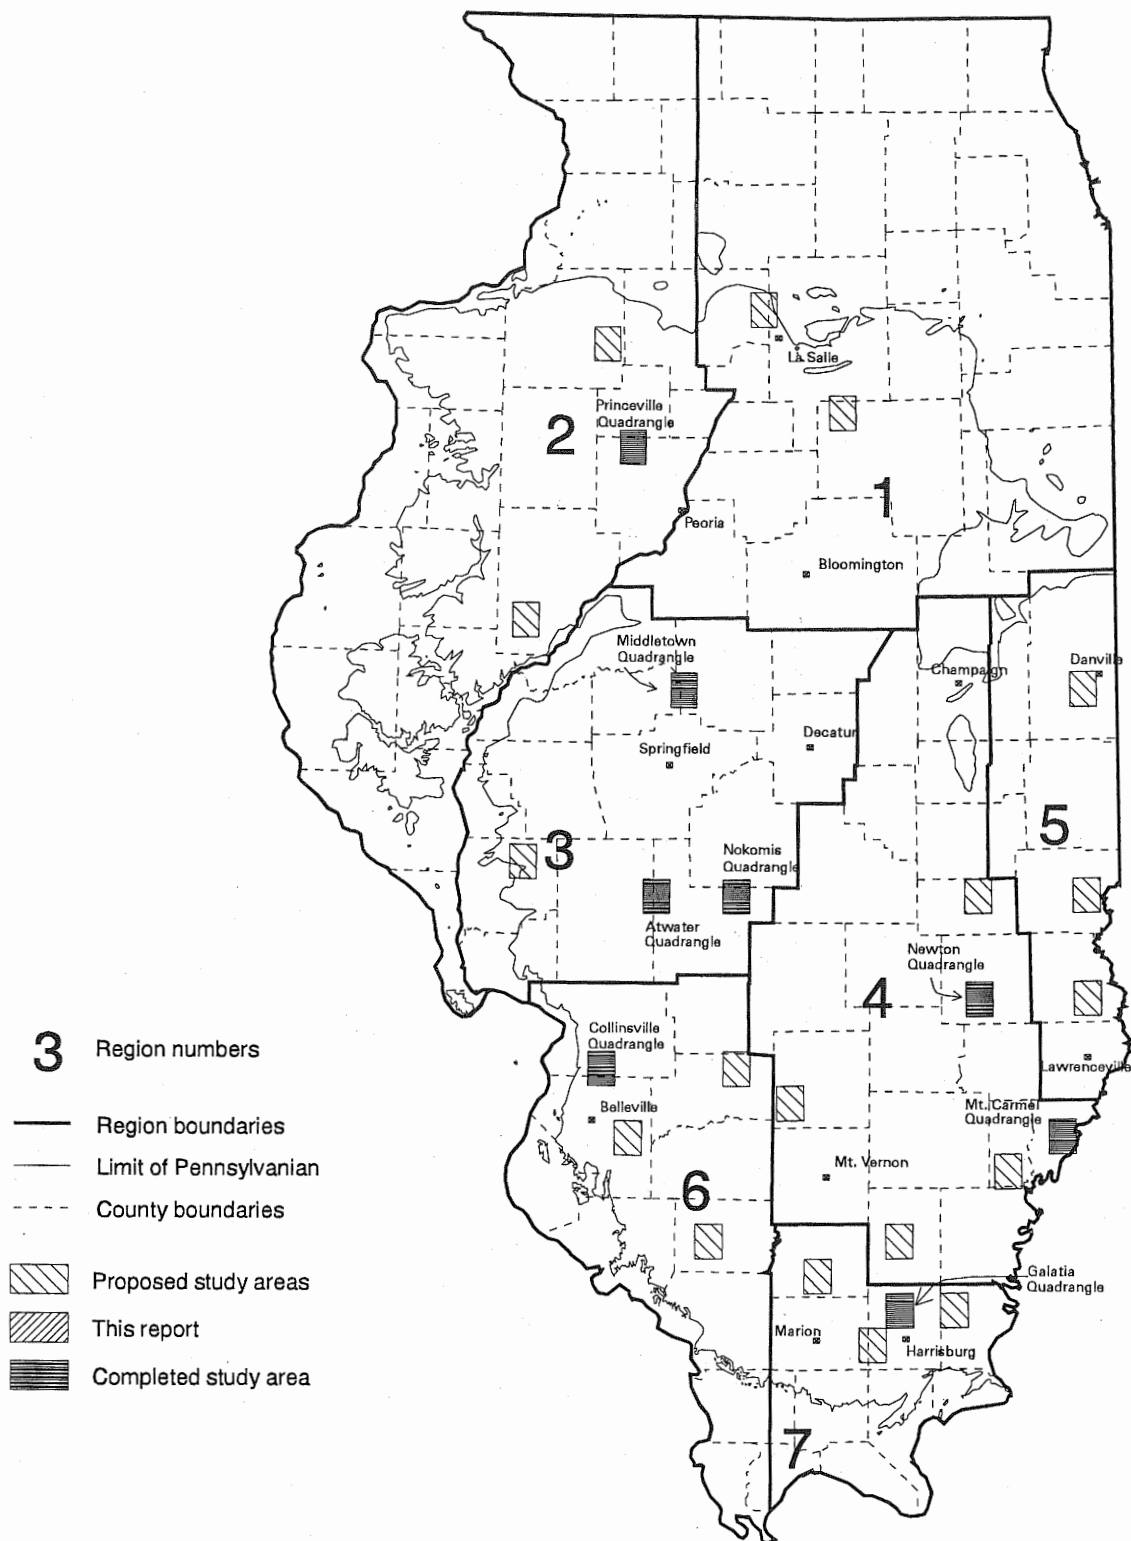 La Salle
Princeville
Quadrangle
2
1
Peoria
Bloomington
Middletown
Quadrangle
Champaign
Danville
Springfield
Decatur
5
3
Nokomis
Quadrangle
Atwater
Quadrangle
Newton
Quadrangle
4
Collinsville
Quadrangle
Lawrenceville
Belleville
Mt. Carmel
Quadrangle
Mt. Vernon
6
Galatia
Quadrangle
Marion
Harrisburg
7
3 Region numbers
Region boundaries
Limit of Pennsylvanian
County boundaries
Proposed study areas
This report
Completed study area